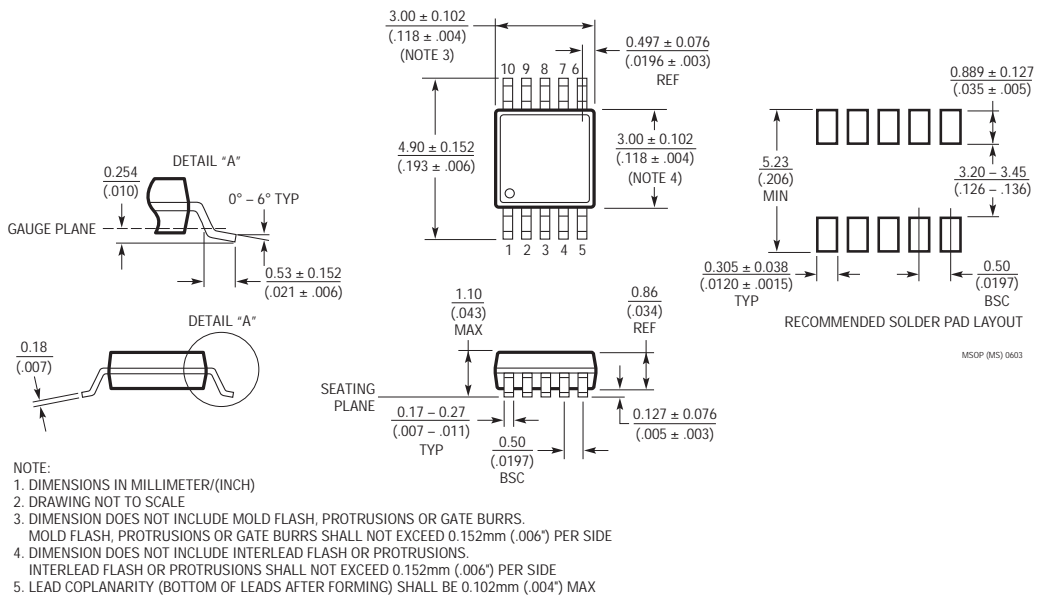 3.00 ± 0.102
(.118 ± .004)
(NOTE 3)
0.497 ± 0.076
(.0196 ± .003)
REF
10 9 8 7 6
4.90 ± 0.152
(.193 ± .006)
3.00 ± 0.102
(.118 ± .004)
(NOTE 4)
1 2 3 4 5
0.889 ± 0.127
(.035 ± .005)
5.23
(.206)
MIN
3.20 – 3.45
(.126 – .136)
0.305 ± 0.038
(.0120 ± .0015)
TYP
0.50
(.0197)
BSC
RECOMMENDED SOLDER PAD LAYOUT
MSOP (MS) 0603
DETAIL "A"
0.254
(.010)
0° – 6° TYP
GAUGE PLANE
0.53 ± 0.152
(.021 ± .006)
DETAIL "A"
0.18
(.007)
1.10
(.043)
MAX
0.86
(.034)
REF
SEATING
PLANE
0.17 – 0.27
(.007 – .011)
TYP
0.50
(.0197)
BSC
0.127 ± 0.076
(.005 ± .003)
NOTE:
1. DIMENSIONS IN MILLIMETER/(INCH)
2. DRAWING NOT TO SCALE
3. DIMENSION DOES NOT INCLUDE MOLD FLASH, PROTRUSIONS OR GATE BURRS.
MOLD FLASH, PROTRUSIONS OR GATE BURRS SHALL NOT EXCEED 0.152mm (.006") PER SIDE
4. DIMENSION DOES NOT INCLUDE INTERLEAD FLASH OR PROTRUSIONS.
INTERLEAD FLASH OR PROTRUSIONS SHALL NOT EXCEED 0.152mm (.006") PER SIDE
5. LEAD COPLANARITY (BOTTOM OF LEADS AFTER FORMING) SHALL BE 0.102mm (.004") MAX